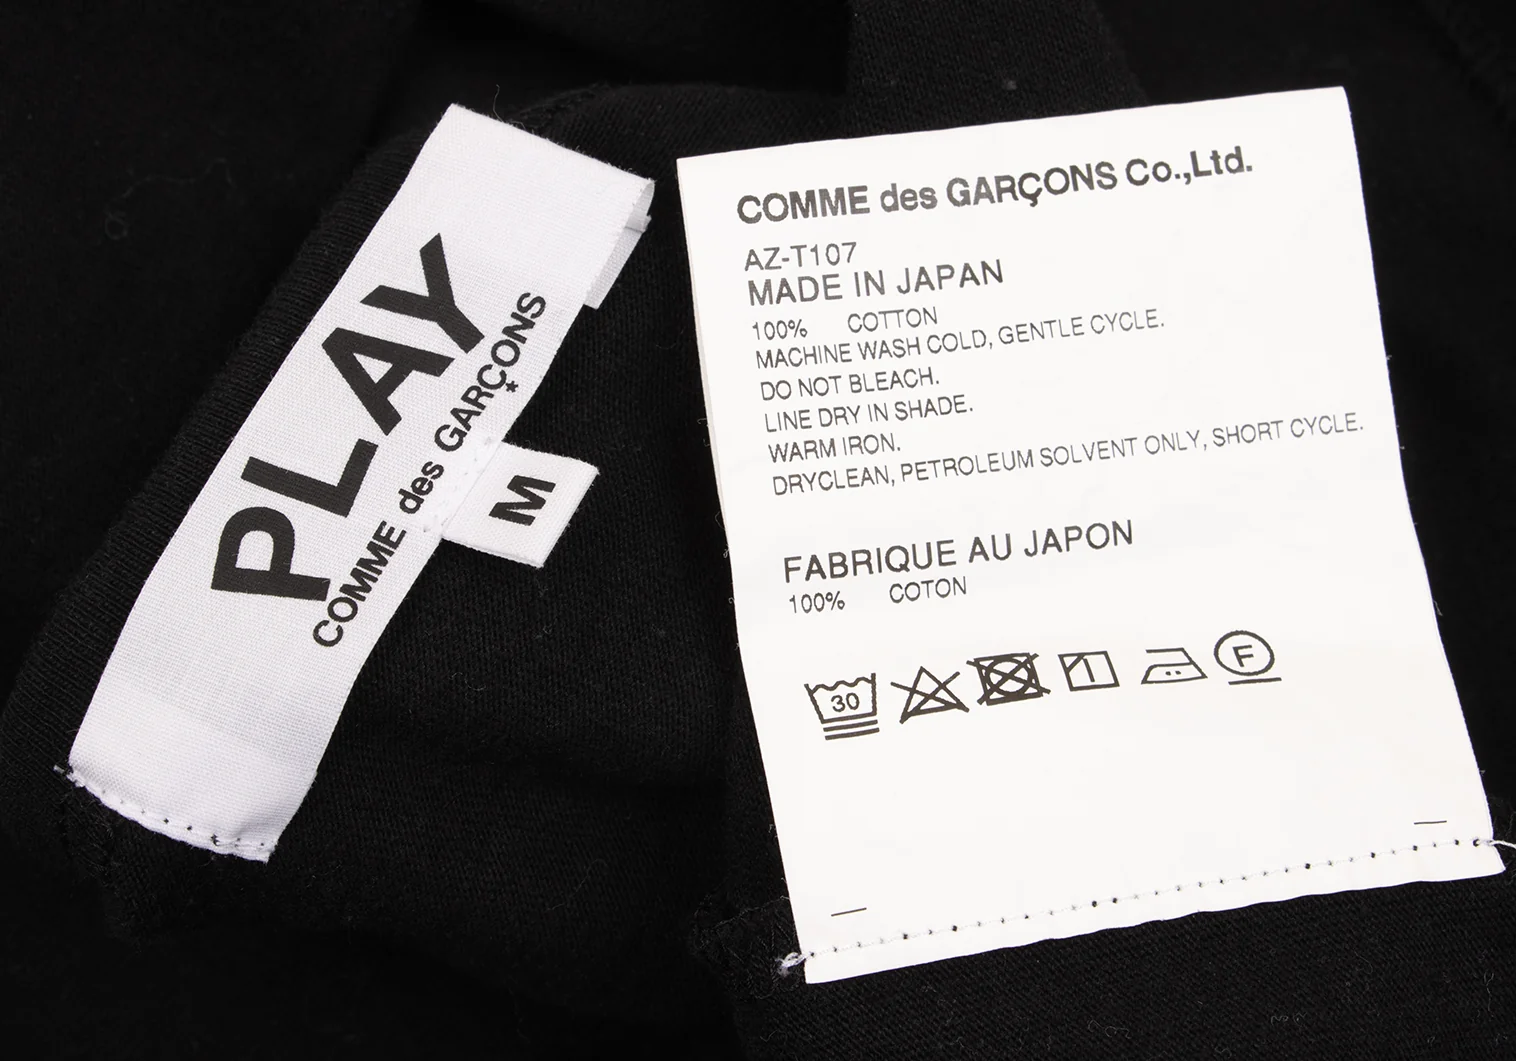 PLAY
COMME des GARÇONS
M
COMME des GARÇONS Co.,Ltd.
AZ-T107
MADE IN JAPAN
100% COTTON
MACHINE WASH COLD, GENTLE CYCLE.
DO NOT BLEACH.
LINE DRY IN SHADE.
WARM IRON.
DRYCLEAN, PETROLEUM SOLVENT ONLY, SHORT CYCLE.
FABRIQUE AU JAPON
100% COTON
30 F